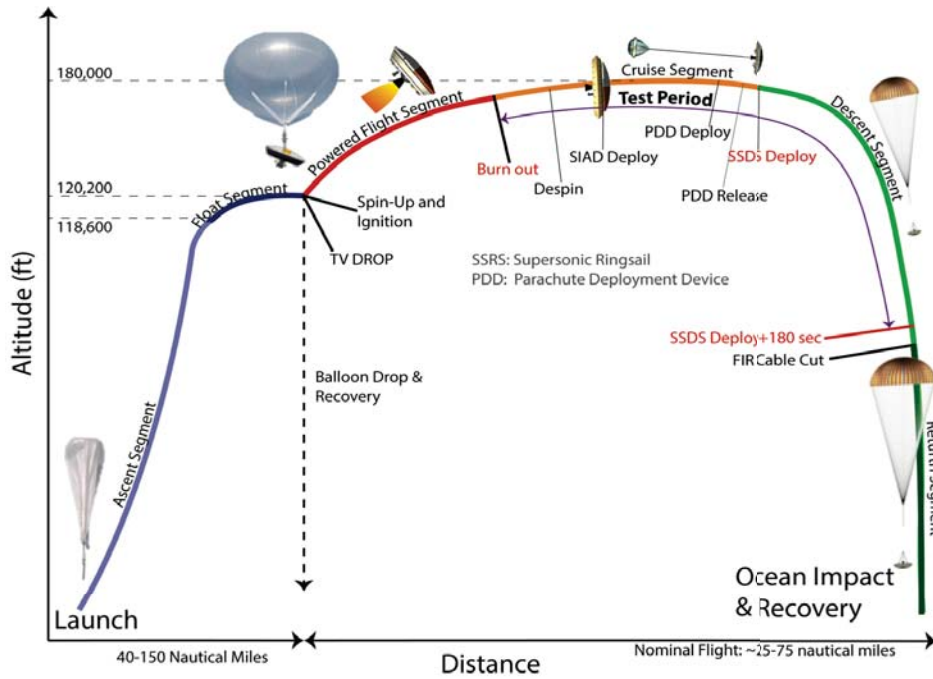 180,000
120,200
118,600
Altitude (ft)
Ascent Segment
Float Segment
Powered Flight Segment
Cruise Segment
Test Period
Descent Segment
Burn out
Despin
SIAD Deploy
PDD Deploy
SSDS Deploy
PDD Release
Spin-Up and
Ignition
TV DROP
SSRS: Supersonic Ringsail
PDD: Parachute Deployment Device
SSDS Deploy+180 sec
FIR Cable Cut
Balloon Drop &
Recovery
Segment
Launch
Ocean Impact
& Recovery
40-150 Nautical Miles
Distance
Nominal Flight: ~25-75 nautical miles